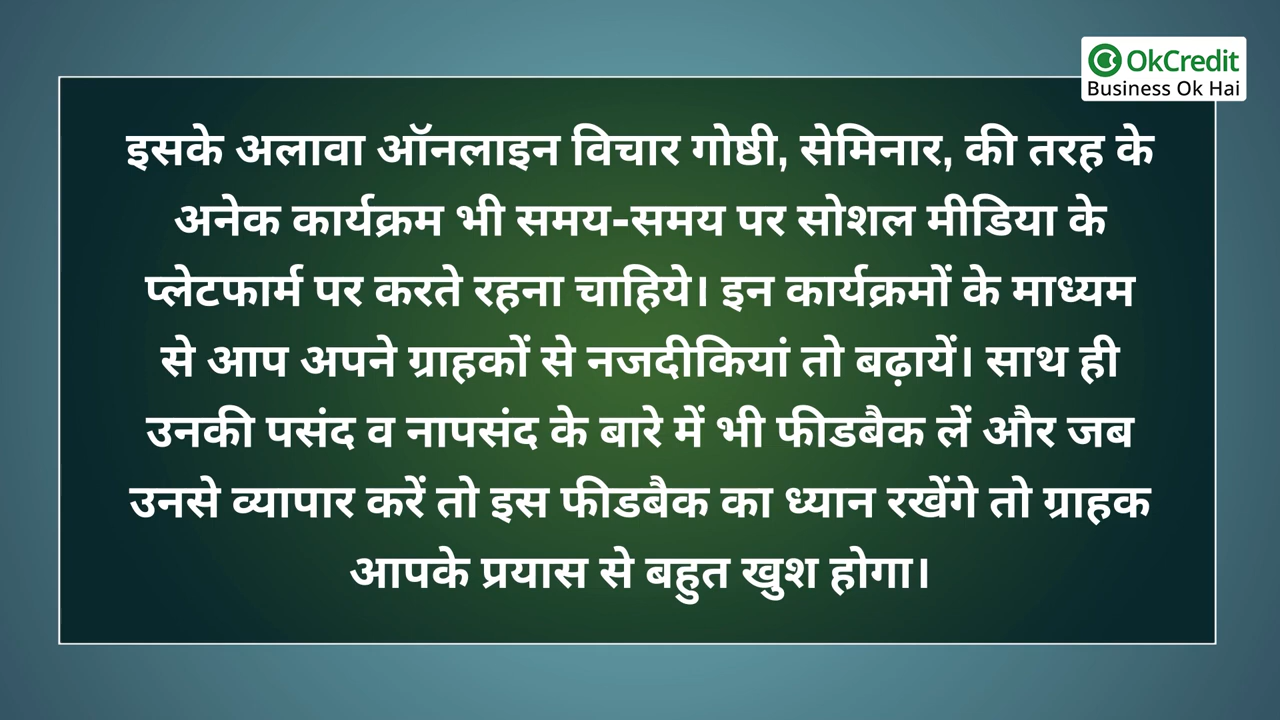 OkCredit
Business Ok Hai
इसके अलावा ऑनलाइन विचार गोष्ठी, सेमिनार, की तरह के
अनेक कार्यक्रम भी समय-समय पर सोशल मीडिया के
प्लेटफार्म पर करते रहना चाहिये। इन कार्यक्रमों के माध्यम
से आप अपने ग्राहकों से नजदीकियां तो बढ़ायें। साथ ही
उनकी पसंद व नापसंद के बारे में भी फीडबैक लें और जब
उनसे व्यापार करें तो इस फीडबैक का ध्यान रखेंगे तो ग्राहक
आपके प्रयास से बहुत खुश होगा।